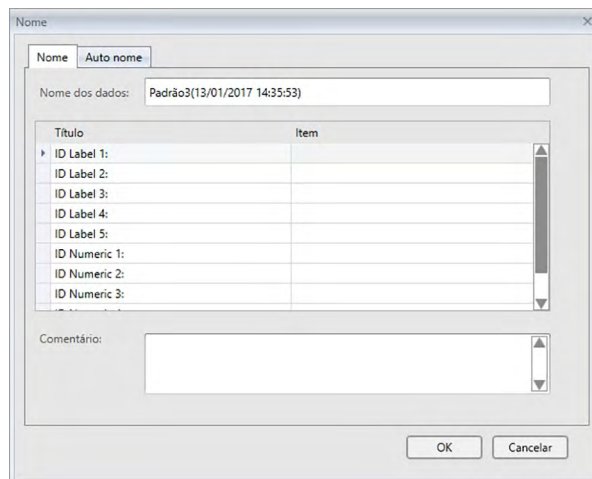 Nome
Nome Auto nome
Nome dos dados: Padrão3(13/01/2017 14:35:53)
Título Item
ID Label 1:
ID Label 2:
ID Label 3:
ID Label 4:
ID Label 5:
ID Numeric 1:
ID Numeric 2:
ID Numeric 3:
Comentário:
OK Cancelar